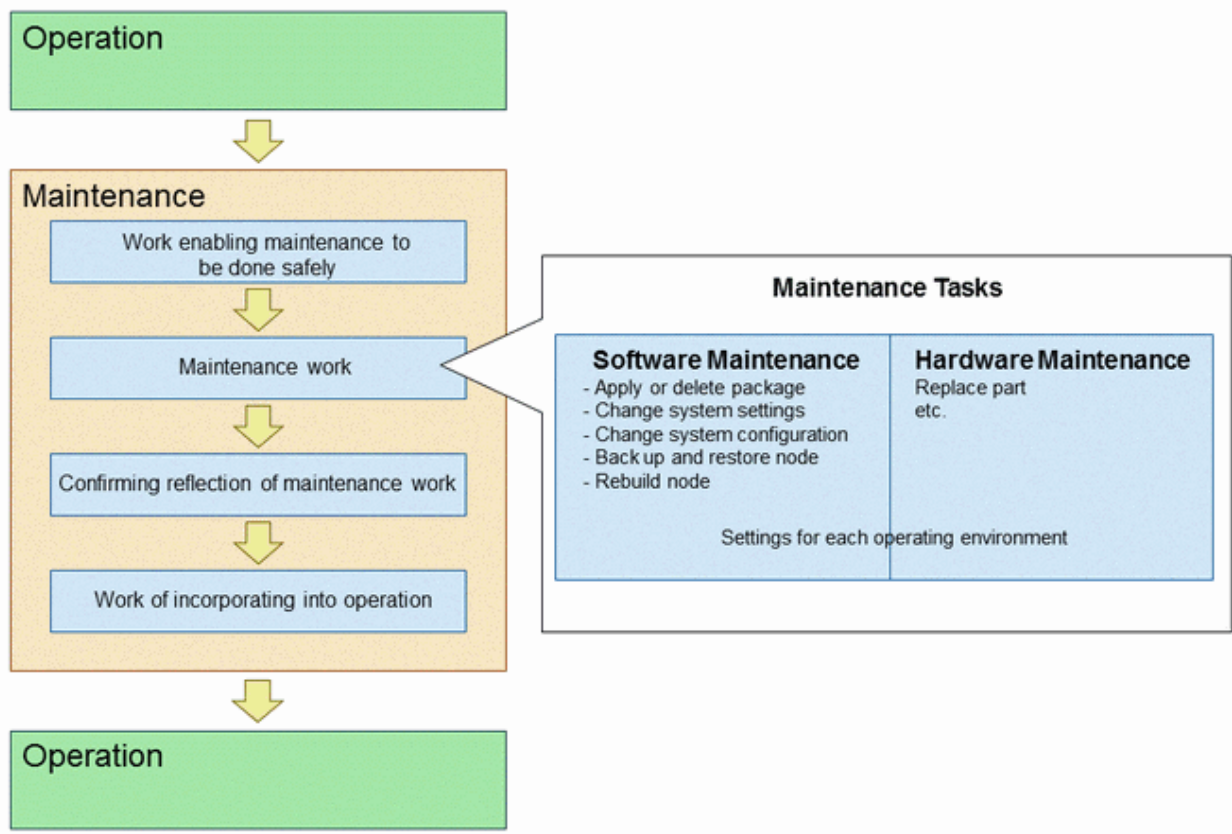 Operation
Maintenance
Work enabling maintenance to
be done safely
Maintenance work
Confirming reflection of maintenance work
Work of incorporating into operation
Operation
Maintenance Tasks
Software Maintenance
- Apply or delete package
- Change system settings
- Change system configuration
- Back up and restore node
- Rebuild node
Hardware Maintenance
Replace part
etc.
Settings for each operating environment